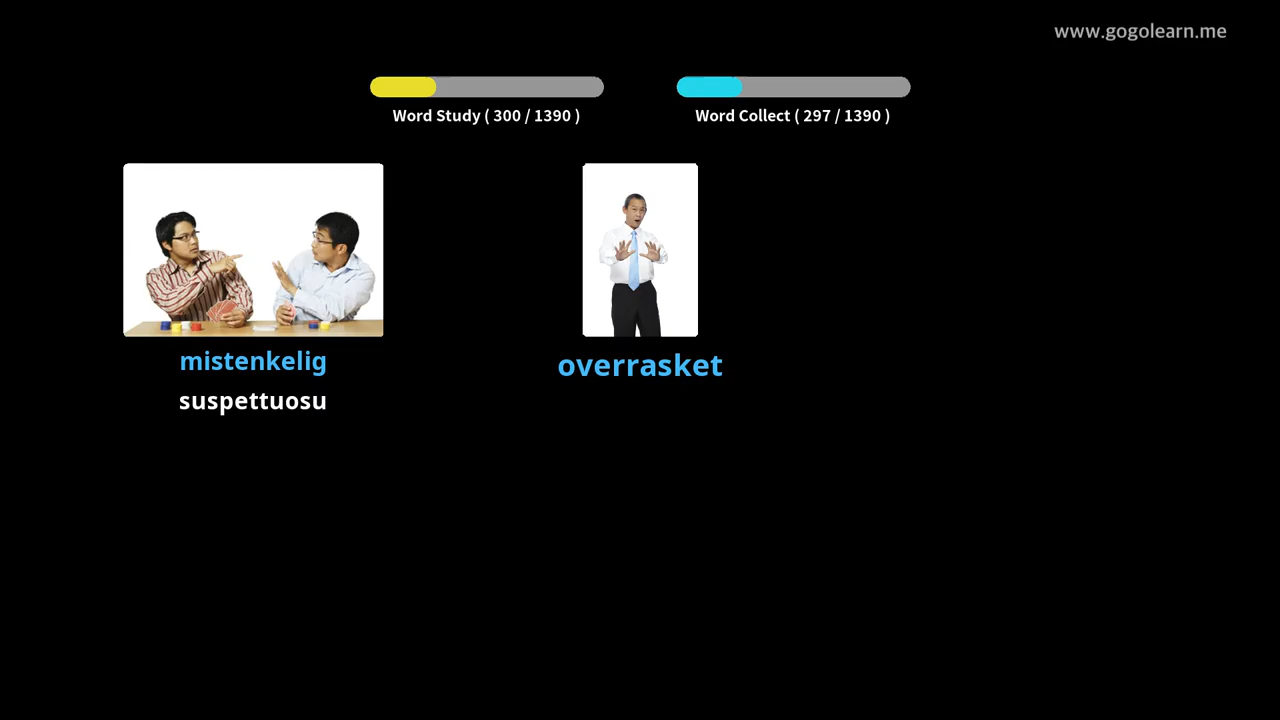 www.gogolearn.me
Word Study ( 300 / 1390 )
Word Collect ( 297 / 1390 )
mistenkelig
suspettuosu
overrasket